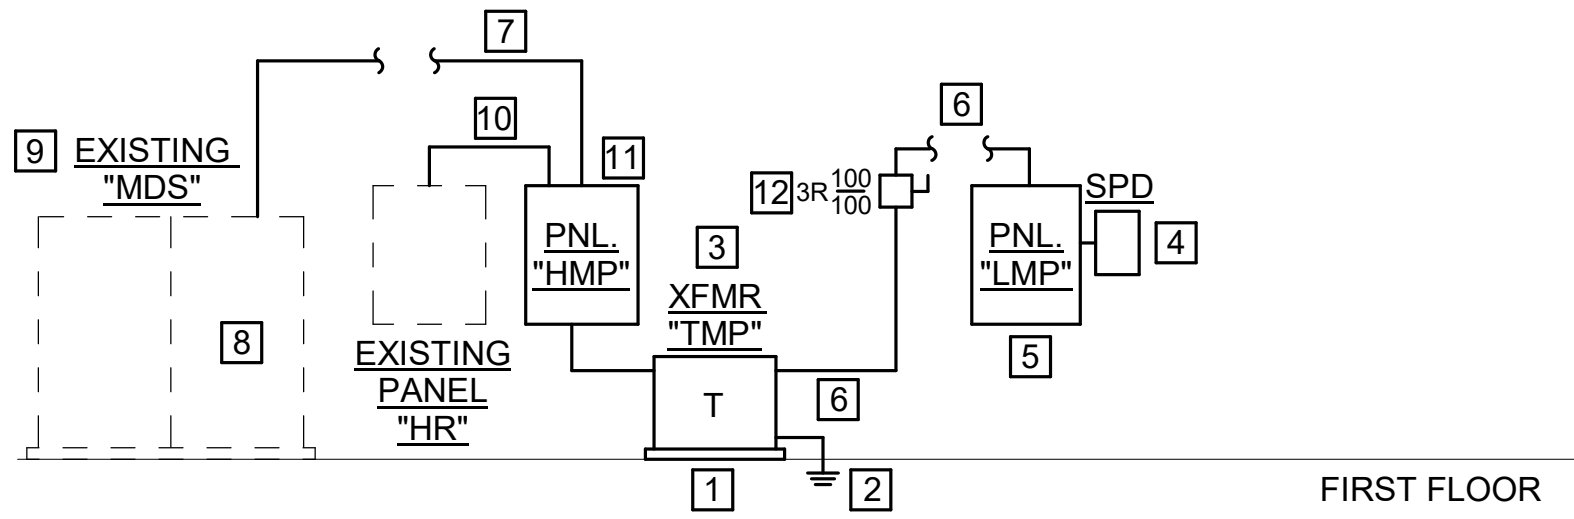 7
6
10
9
EXISTING
"MDS"
11
12
3R
100
100
SPD
PNL.
"HMP"
3
PNL.
"LMP"
4
XFMR
"TMP"
8
EXISTING
PANEL
"HR"
5
T
6
1
2
FIRST FLOOR